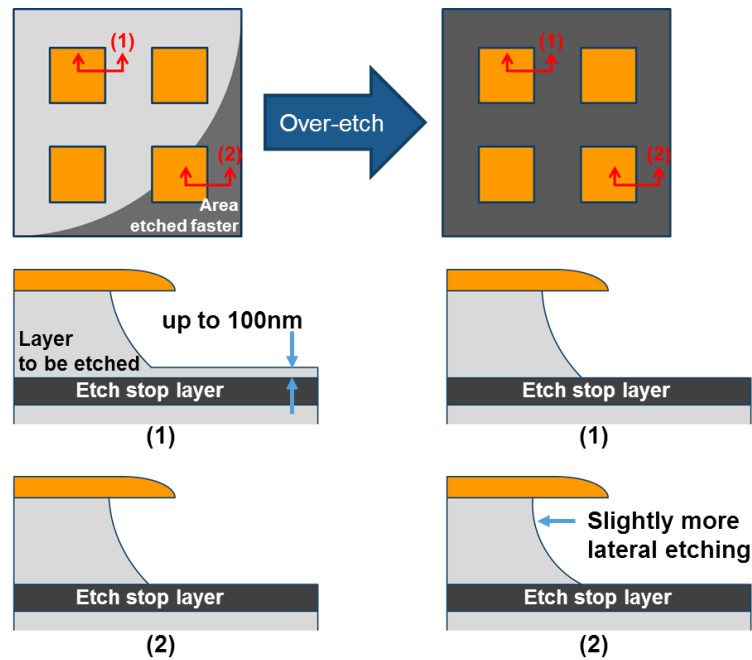 (1)
(2)
Area
etched faster
Over-etch
(1)
(2)
up to 100nm
Layer
to be etched
Etch stop layer
(1)
Etch stop layer
(1)
Etch stop layer
(2)
Slightly more
lateral etching
Etch stop layer
(2)